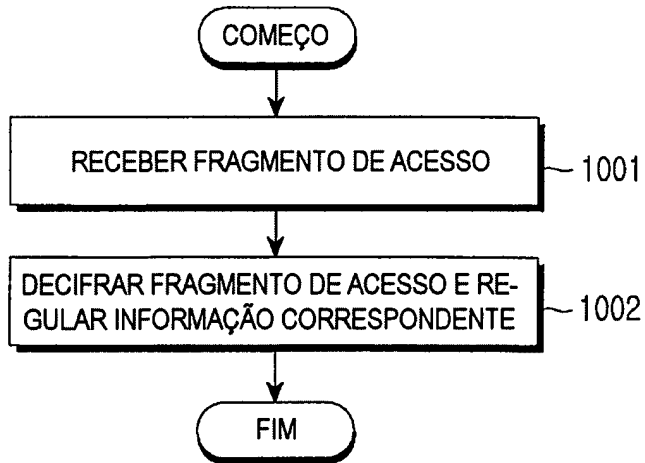 COMEÇO
RECEBER FRAGMENTO DE ACESSO
1001
DECIFRAR FRAGMENTO DE ACESSO E RE-
GULAR INFORMAÇÃO CORRESPONDENTE
1002
FIM